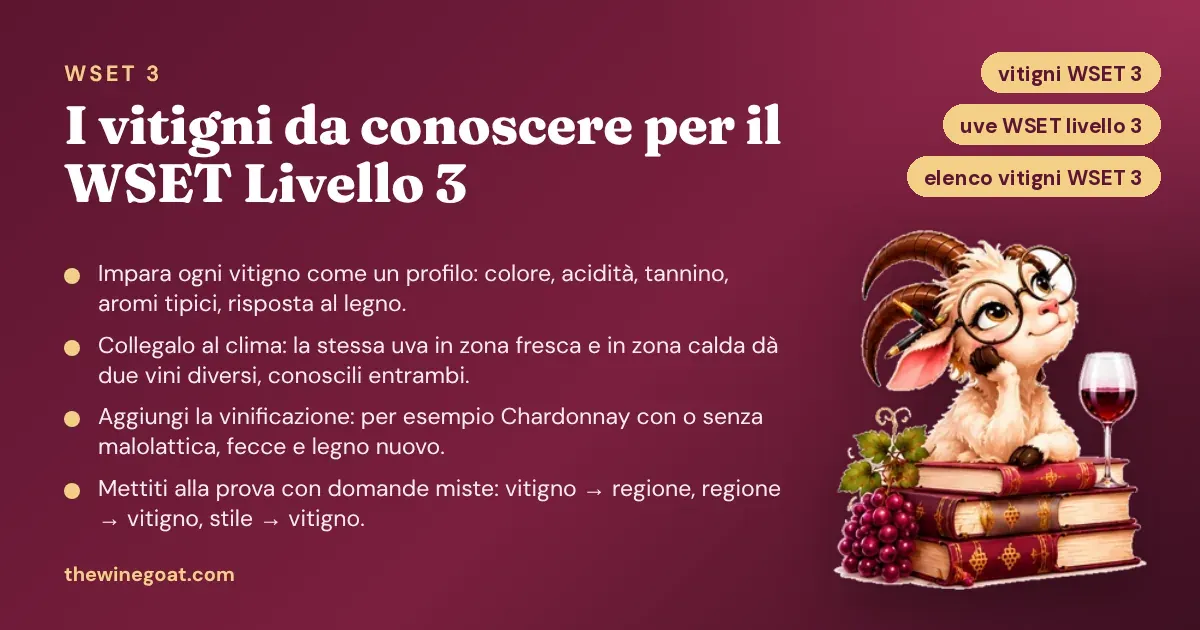 WSET 3
I vitigni da conoscere per il
WSET Livello 3
vitigni WSET 3
uve WSET livello 3
elenco vitigni WSET 3
Impara ogni vitigno come un profilo: colore, acidità, tannino,
aromi tipici, risposta al legno.
Collegalo al clima: la stessa uva in zona fresca e in zona calda dà
due vini diversi, conoscili entrambi.
Aggiungi la vinificazione: per esempio Chardonnay con o senza
malolattica, fecce e legno nuovo.
Mettiti alla prova con domande miste: vitigno → regione, regione
→ vitigno, stile → vitigno.
thewinegoat.com